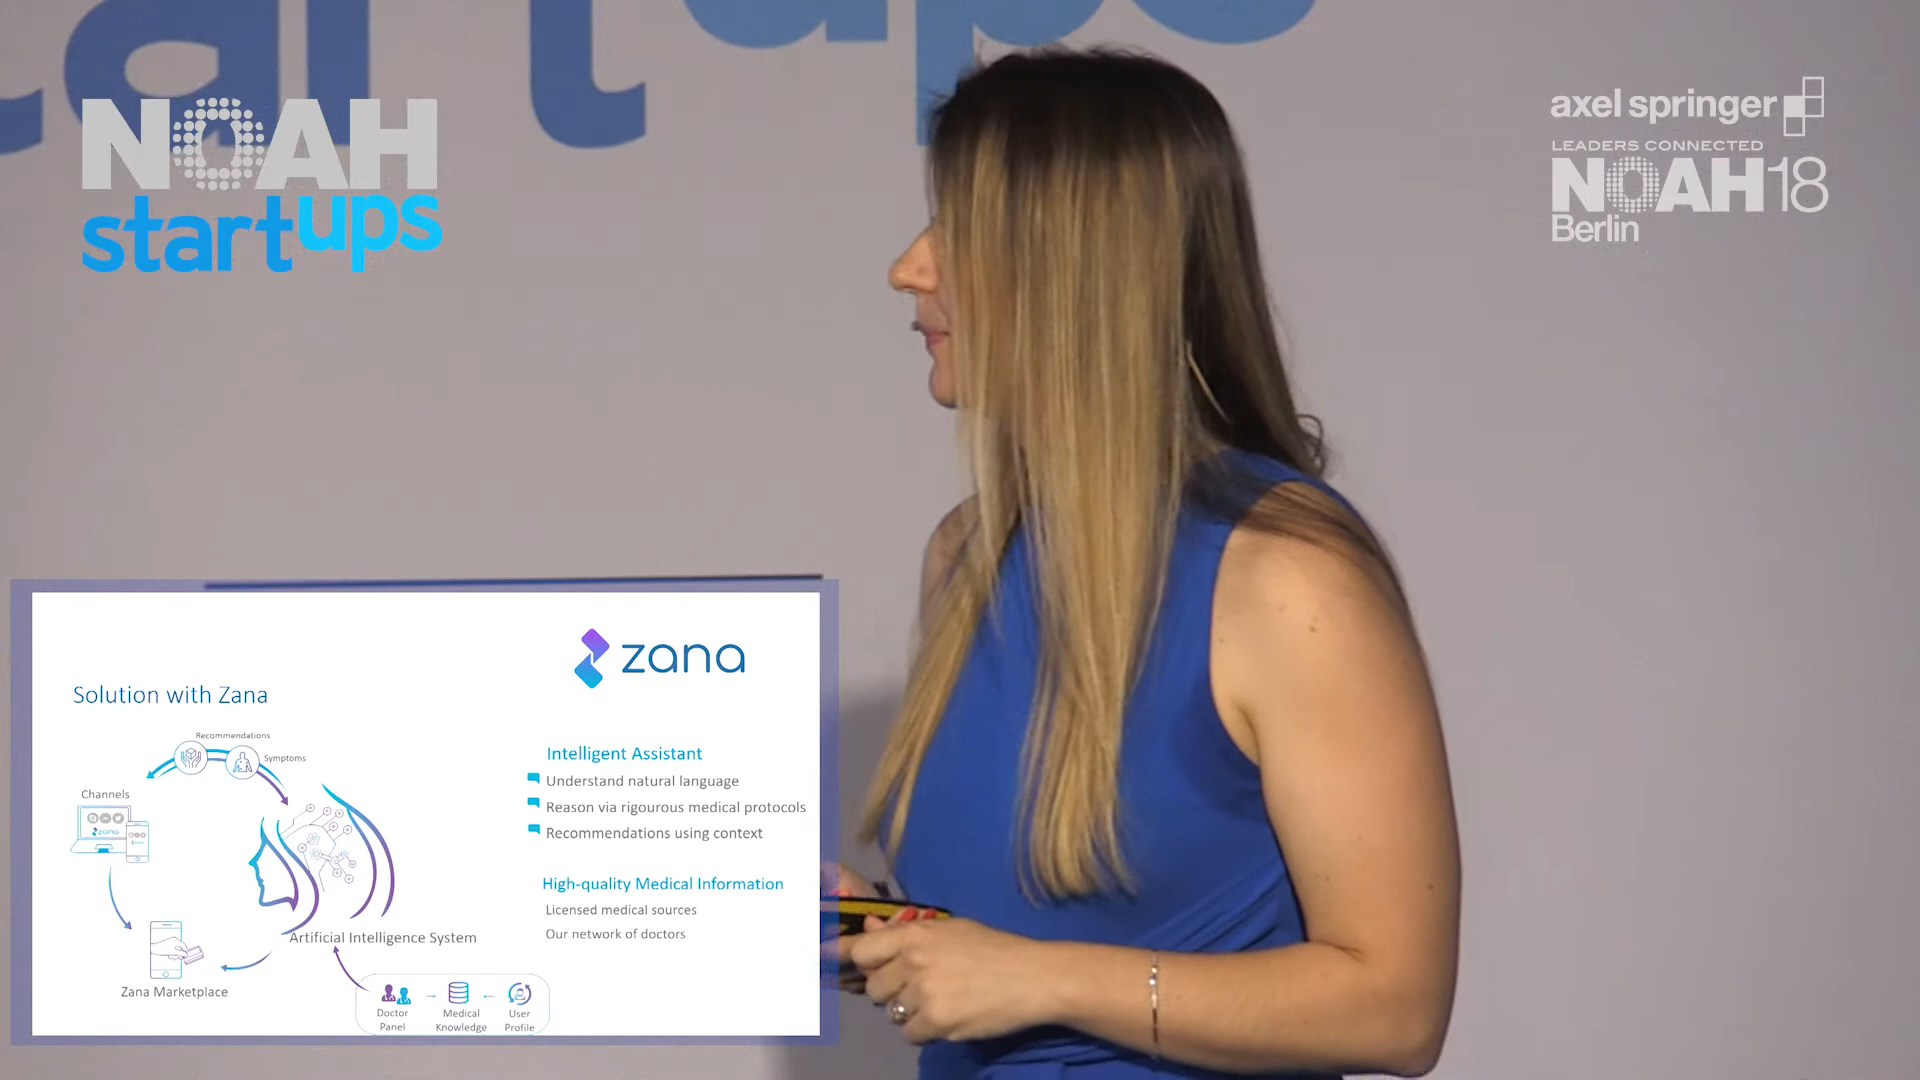 tart ups
NOAH
startups
axel springer
LEADERS CONNECTED
NOAH18
Berlin
zana
Solution with Zana
Recommendations
Symptoms
Channels
zana
Artificial Intelligence System
Zana Marketplace
Doctor
Panel
Medical
Knowledge
User
Profile
Intelligent Assistant
Understand natural language
Reason via rigourous medical protocols
Recommendations using context
High-quality Medical Information
Licensed medical sources
Our network of doctors